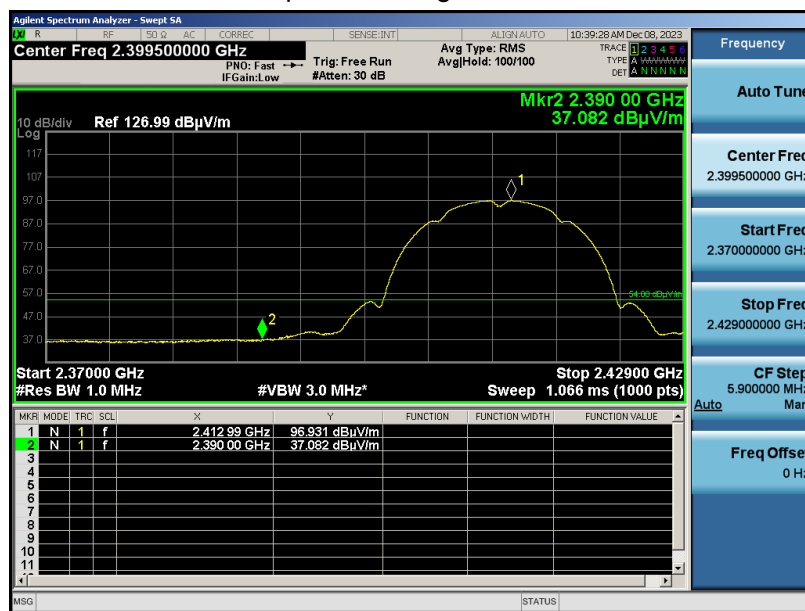 Agilent Spectrum Analyzer - Swept SA
LXI R RF 50 Ω AC CORREC SENSE:INT ALIGN AUTO 10:39:28 AM Dec 08, 2023
Center Freq 2.399500000 GHz
PNO: Fast Trig: Free Run
IFGain:Low #Atten: 30 dB
Avg Type: RMS
Avg|Hold: 100/100
TRACE 1 2 3 4 5 6
TYPE A WWWWW
DET A N N N N N
Mkr2 2.390 00 GHz
37.082 dBµV/m
10 dB/div Ref 126.99 dBµV/m
Log
117
107
97.0
87.0
77.0
67.0
57.0
47.0
37.0
1
2
54.00 dBµV/m
Start 2.37000 GHz Stop 2.42900 GHz
#Res BW 1.0 MHz #VBW 3.0 MHz* Sweep 1.066 ms (1000 pts)
MKR MODE TRC SCL X Y FUNCTION FUNCTION WIDTH FUNCTION VALUE
1 N 1 f 2.412 99 GHz 96.931 dBµV/m
2 N 1 f 2.390 00 GHz 37.082 dBµV/m
3
4
5
6
7
8
9
10
11
MSG STATUS
Frequency
Auto Tune
Center Freq
2.399500000 GHz
Start Freq
2.370000000 GHz
Stop Freq
2.429000000 GHz
CF Step
5.900000 MHz
Auto Man
Freq Offset
0 Hz